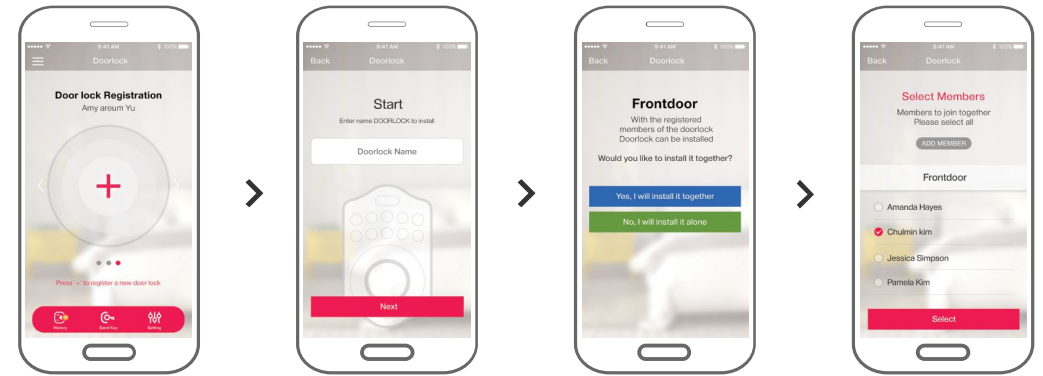 9:41 AM
100%
Doorlock
Door lock Registration
Amy areum Yu
Press '+' to register a new door lock
History
Send Key
Setting
9:41 AM
100%
Back
Doorlock
Start
Enter name DOORLOCK to install
Doorlock Name
Next
9:41 AM
100%
Back
Doorlock
Frontdoor
With the registered
members of the doorlock
Doorlock can be installed
Would you like to install it together?
Yes, I will install it together
No, I will install it alone
9:41 AM
100%
Back
Doorlock
Select Members
Members to join together
Please select all
ADD MEMBER
Frontdoor
Amanda Hayes
Chulmin kim
Jessica Simpson
Pamela Kim
Select